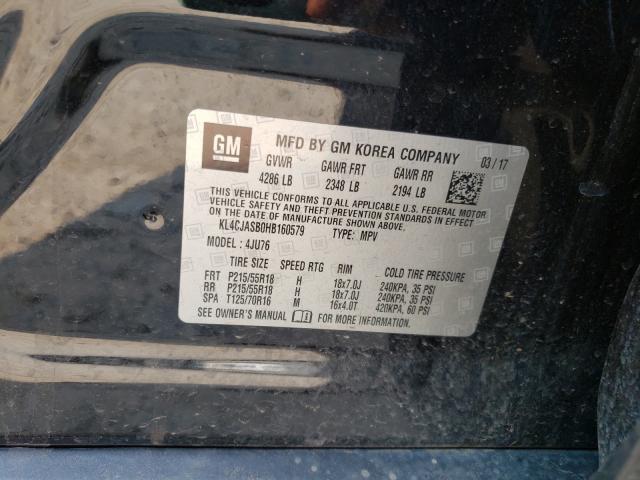 GM
MFD BY GM KOREA COMPANY 03 / 17
GVWR GAWR FRT GAWR RR
4286 LB 2348 LB 2194 LB
THIS VEHICLE CONFORMS TO ALL APPLICABLE U.S. FEDERAL MOTOR
VEHICLE SAFETY AND THEFT PREVENTION STANDARDS IN EFFECT
ON THE DATE OF MANUFACTURE SHOWN ABOVE.
KL4CJASB0HB160579 TYPE: MPV
MODEL : 4JU76
TIRE SIZE SPEED RTG RIM COLD TIRE PRESSURE
FRT P215/55R18 H 18x7.0J 240KPA, 35 PSI
RR P215/55R18 H 18x7.0J 240KPA, 35 PSI
SPA T125/70R16 M 16x4.0T 420KPA, 60 PSI
SEE OWNER'S MANUAL FOR MORE INFORMATION.